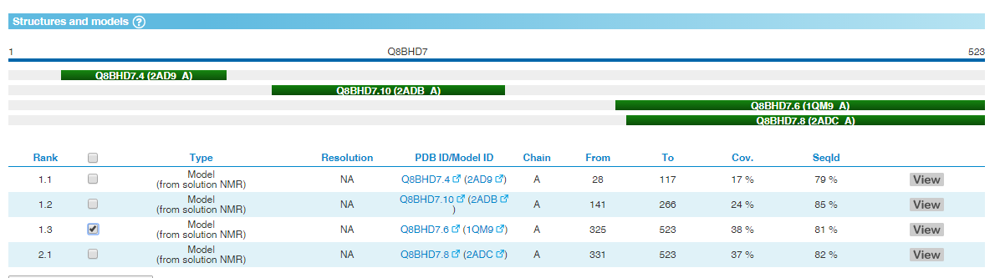 Structures and models ?
1 Q8BHD7 523
Q8BHD7.4 (2AD9 A)
Q8BHD7.10 (2ADB A)
Q8BHD7.6 (1QM9 A)
Q8BHD7.8 (2ADC A)
Rank Type Resolution PDB ID/Model ID Chain From To Cov. SeqId
1.1 Model (from solution NMR) NA Q8BHD7.4 (2AD9) A 28 117 17 % 79 % View
1.2 Model (from solution NMR) NA Q8BHD7.10 (2ADB) A 141 266 24 % 85 % View
1.3 Model (from solution NMR) NA Q8BHD7.6 (1QM9) A 325 523 38 % 81 % View
2.1 Model (from solution NMR) NA Q8BHD7.8 (2ADC) A 331 523 37 % 82 % View